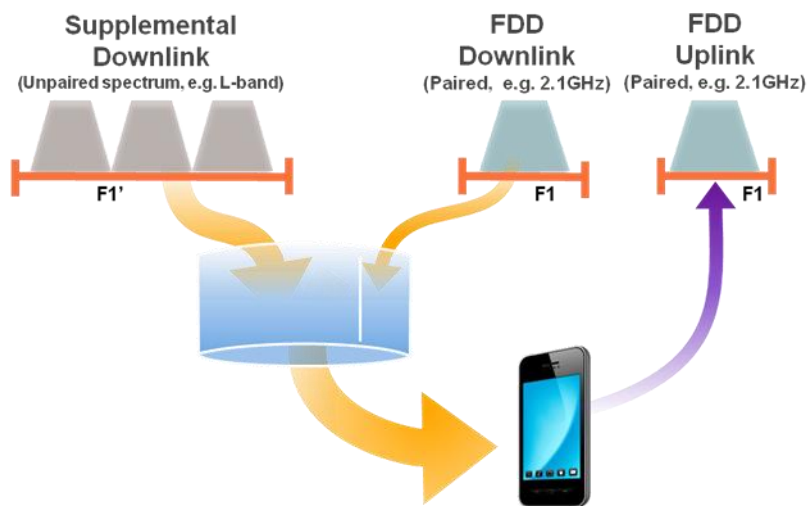 Supplemental
Downlink
(Unpaired spectrum, e.g. L-band)
F1’
FDD
Downlink
(Paired, e.g. 2.1GHz)
F1
FDD
Uplink
(Paired, e.g. 2.1GHz)
F1